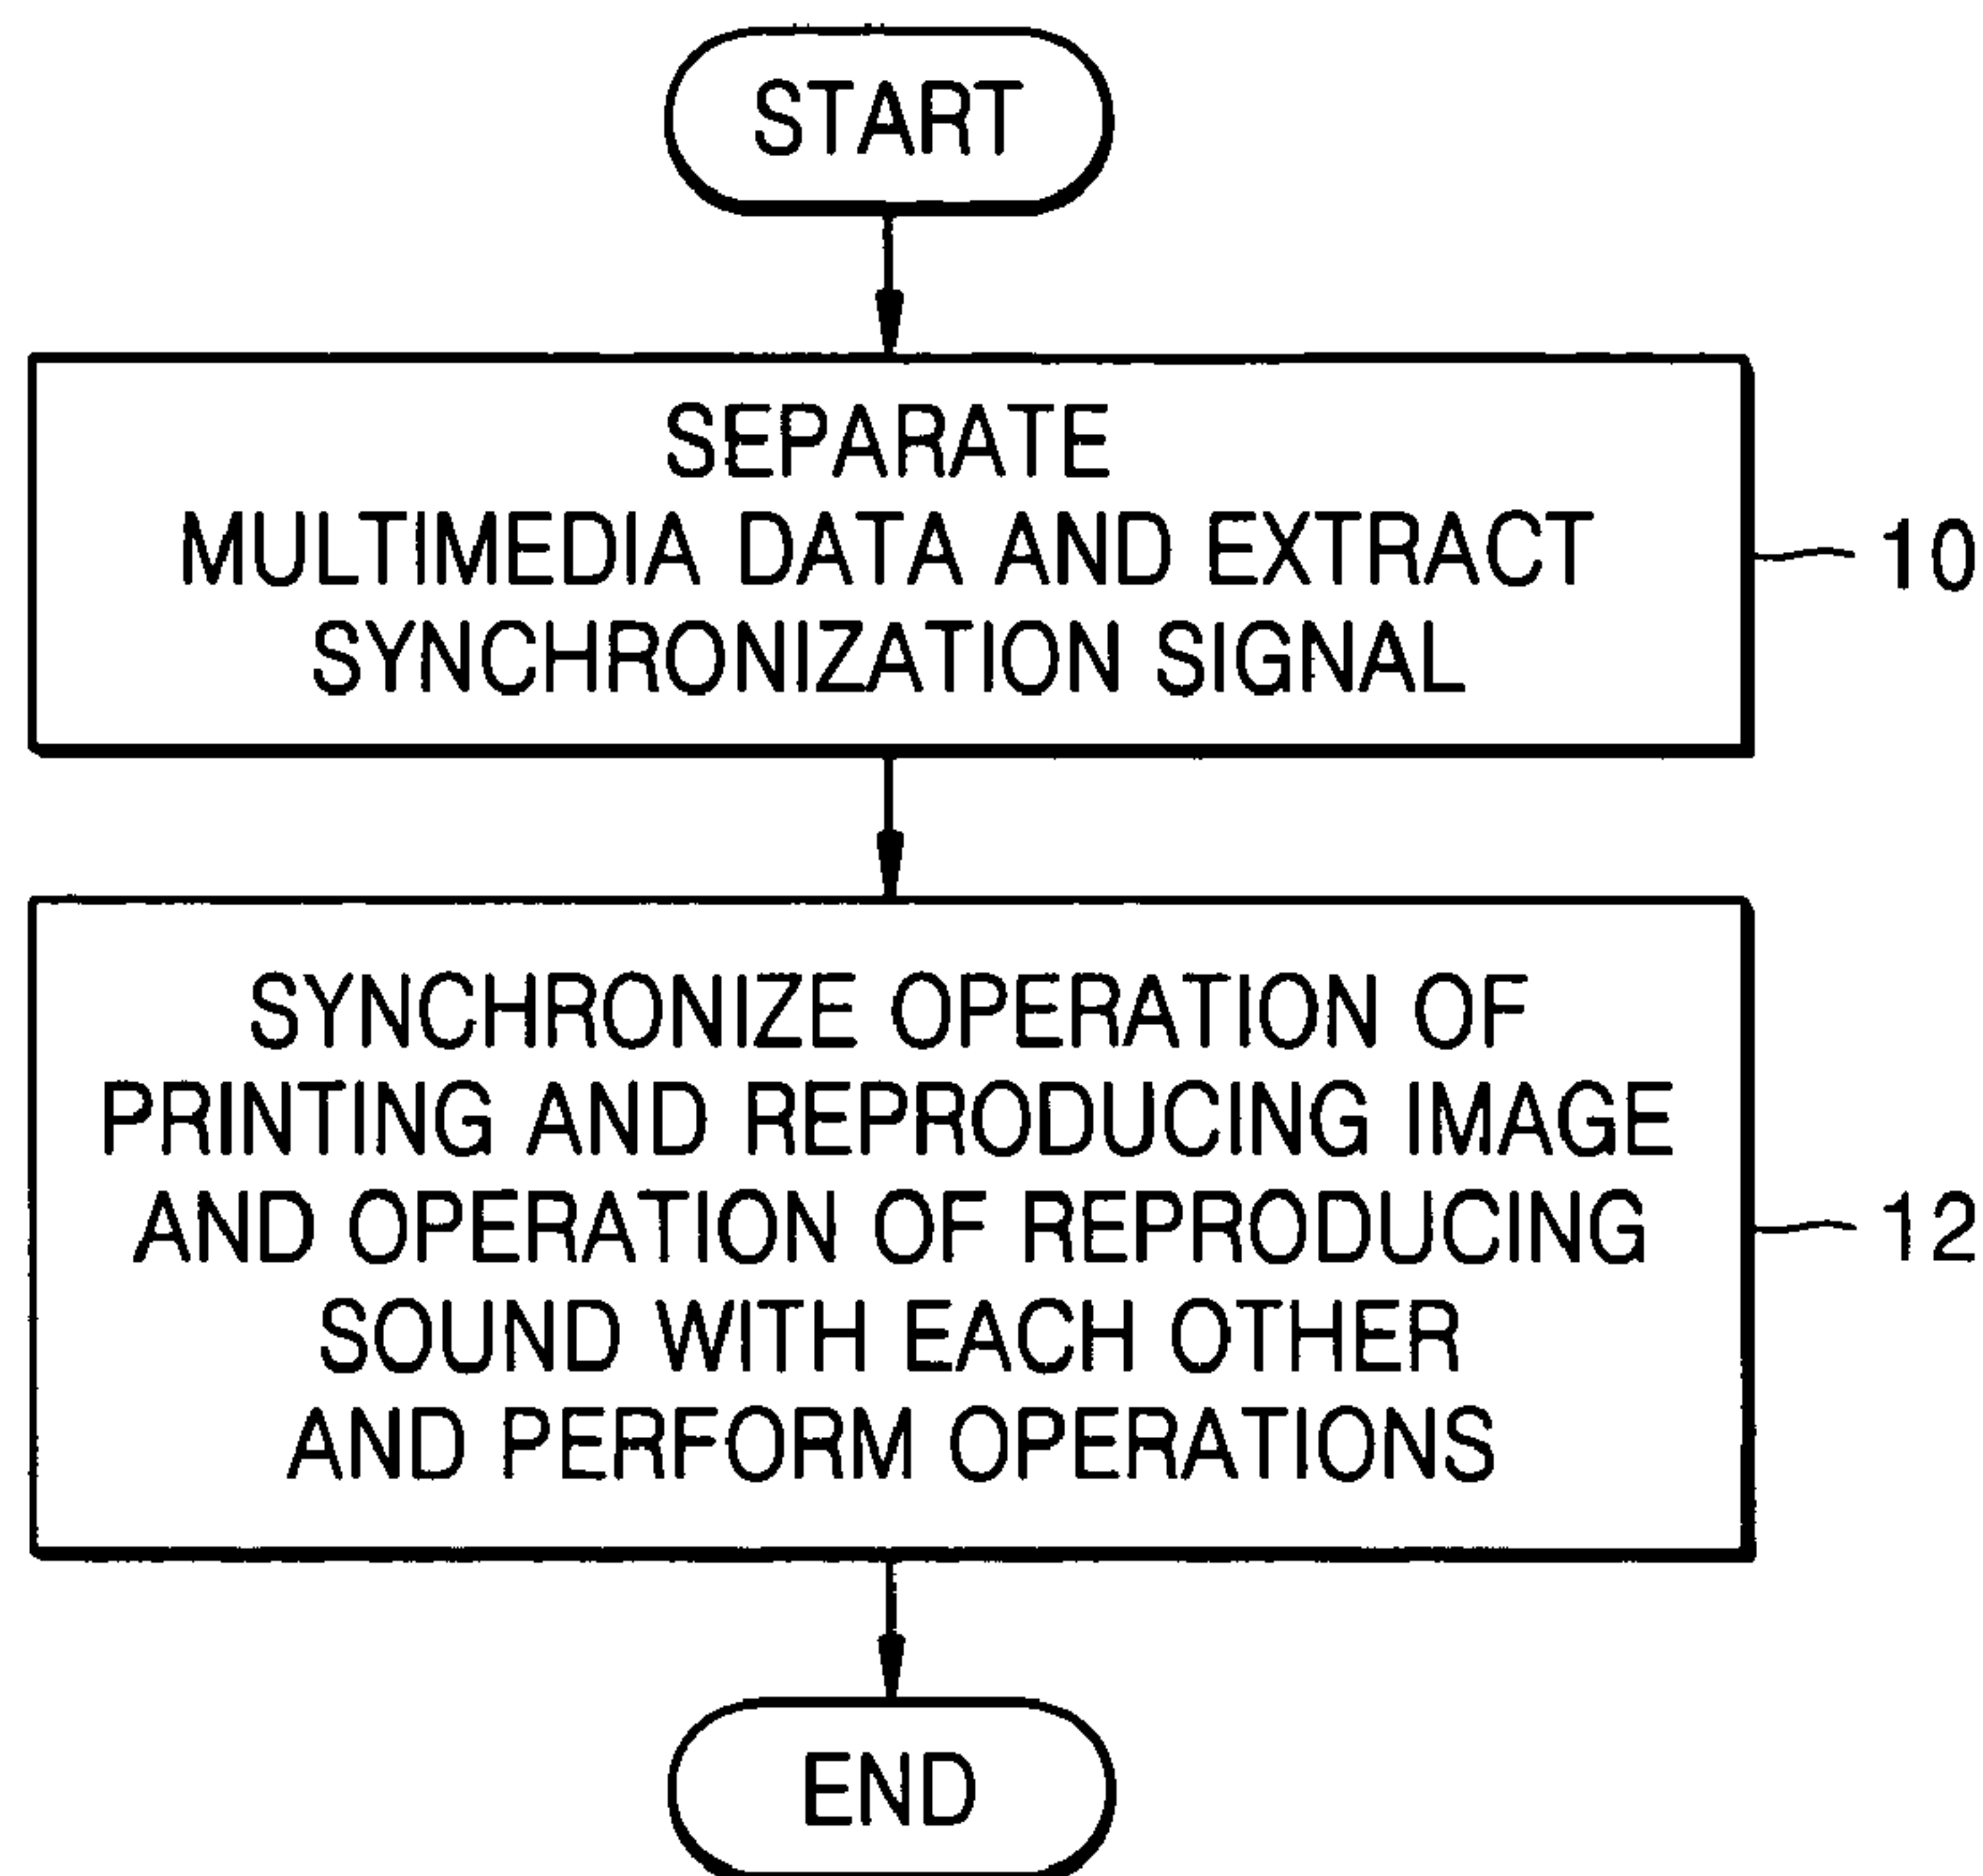 START
SEPARATE
MULTIMEDIA DATA AND EXTRACT
SYNCHRONIZATION SIGNAL
10
SYNCHRONIZE OPERATION OF
PRINTING AND REPRODUCING IMAGE
AND OPERATION OF REPRODUCING
SOUND WITH EACH OTHER
AND PERFORM OPERATIONS
12
END